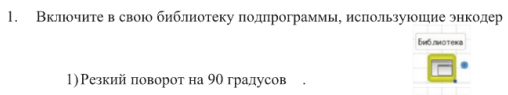 1. Включите в свою библиотеку подпрограммы, использующие энкодер
Библиотека
1) Резкий поворот на 90 градусов .